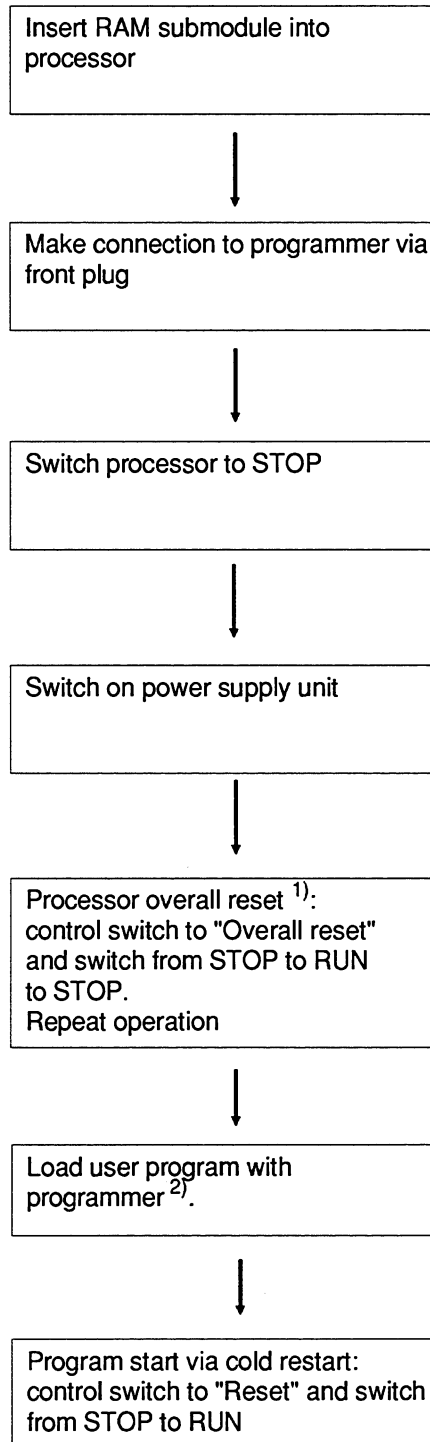 Insert RAM submodule into
processor
Make connection to programmer via
front plug
Switch processor to STOP
Switch on power supply unit
Processor overall reset 1):
control switch to "Overall reset"
and switch from STOP to RUN
to STOP.
Repeat operation
Load user program with
programmer 2).
Program start via cold restart:
control switch to "Reset" and switch
from STOP to RUN